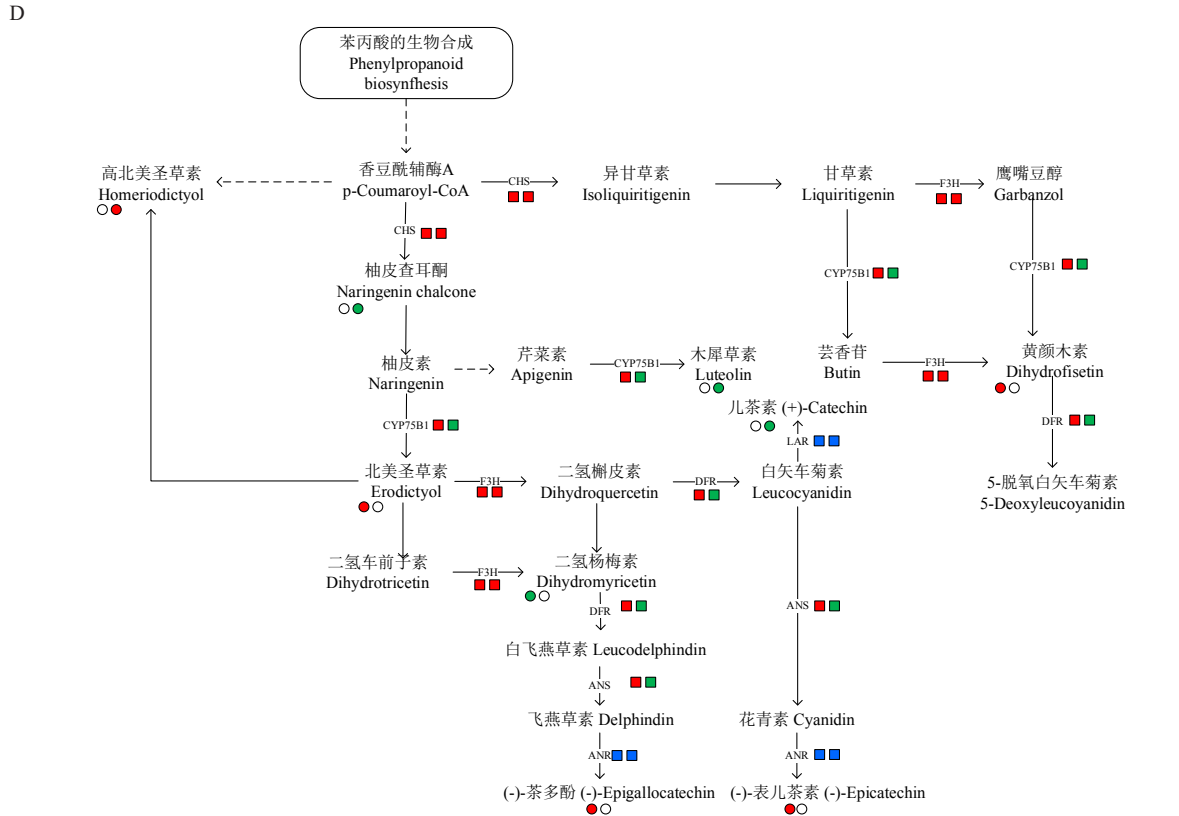 D
苯丙酸的生物合成
Phenylpropanoid
biosynfhesis
高北美圣草素
Homeriodictyol
香豆酰辅酶A
p-Coumaroyl-CoA
CHS
异甘草素
Isoliquiritigenin
甘草素
Liquiritigenin
F3H
鹰嘴豆醇
Garbanzol
CHS
柚皮查耳酮
Naringenin chalcone
CYP75B1
CYP75B1
柚皮素
Naringenin
芹菜素
Apigenin
CYP75B1
木犀草素
Luteolin
芸香苷
Butin
F3H
黄颜木素
Dihydrofisetin
儿茶素 (+)-Catechin
CYP75B1
LAR
DFR
北美圣草素
Erodictyol
F3H
二氢槲皮素
Dihydroquercetin
DFR
白矢车菊素
Leucocyanidin
5-脱氧白矢车菊素
5-Deoxyleucoyanidin
二氢车前子素
Dihydrotricetin
F3H
二氢杨梅素
Dihydromyricetin
DFR
ANS
白飞燕草素 Leucodelphindin
ANS
飞燕草素 Delphindin
花青素 Cyanidin
ANR
ANR
(-)-茶多酚 (-)-Epigallocatechin
(-)-表儿茶素 (-)-Epicatechin